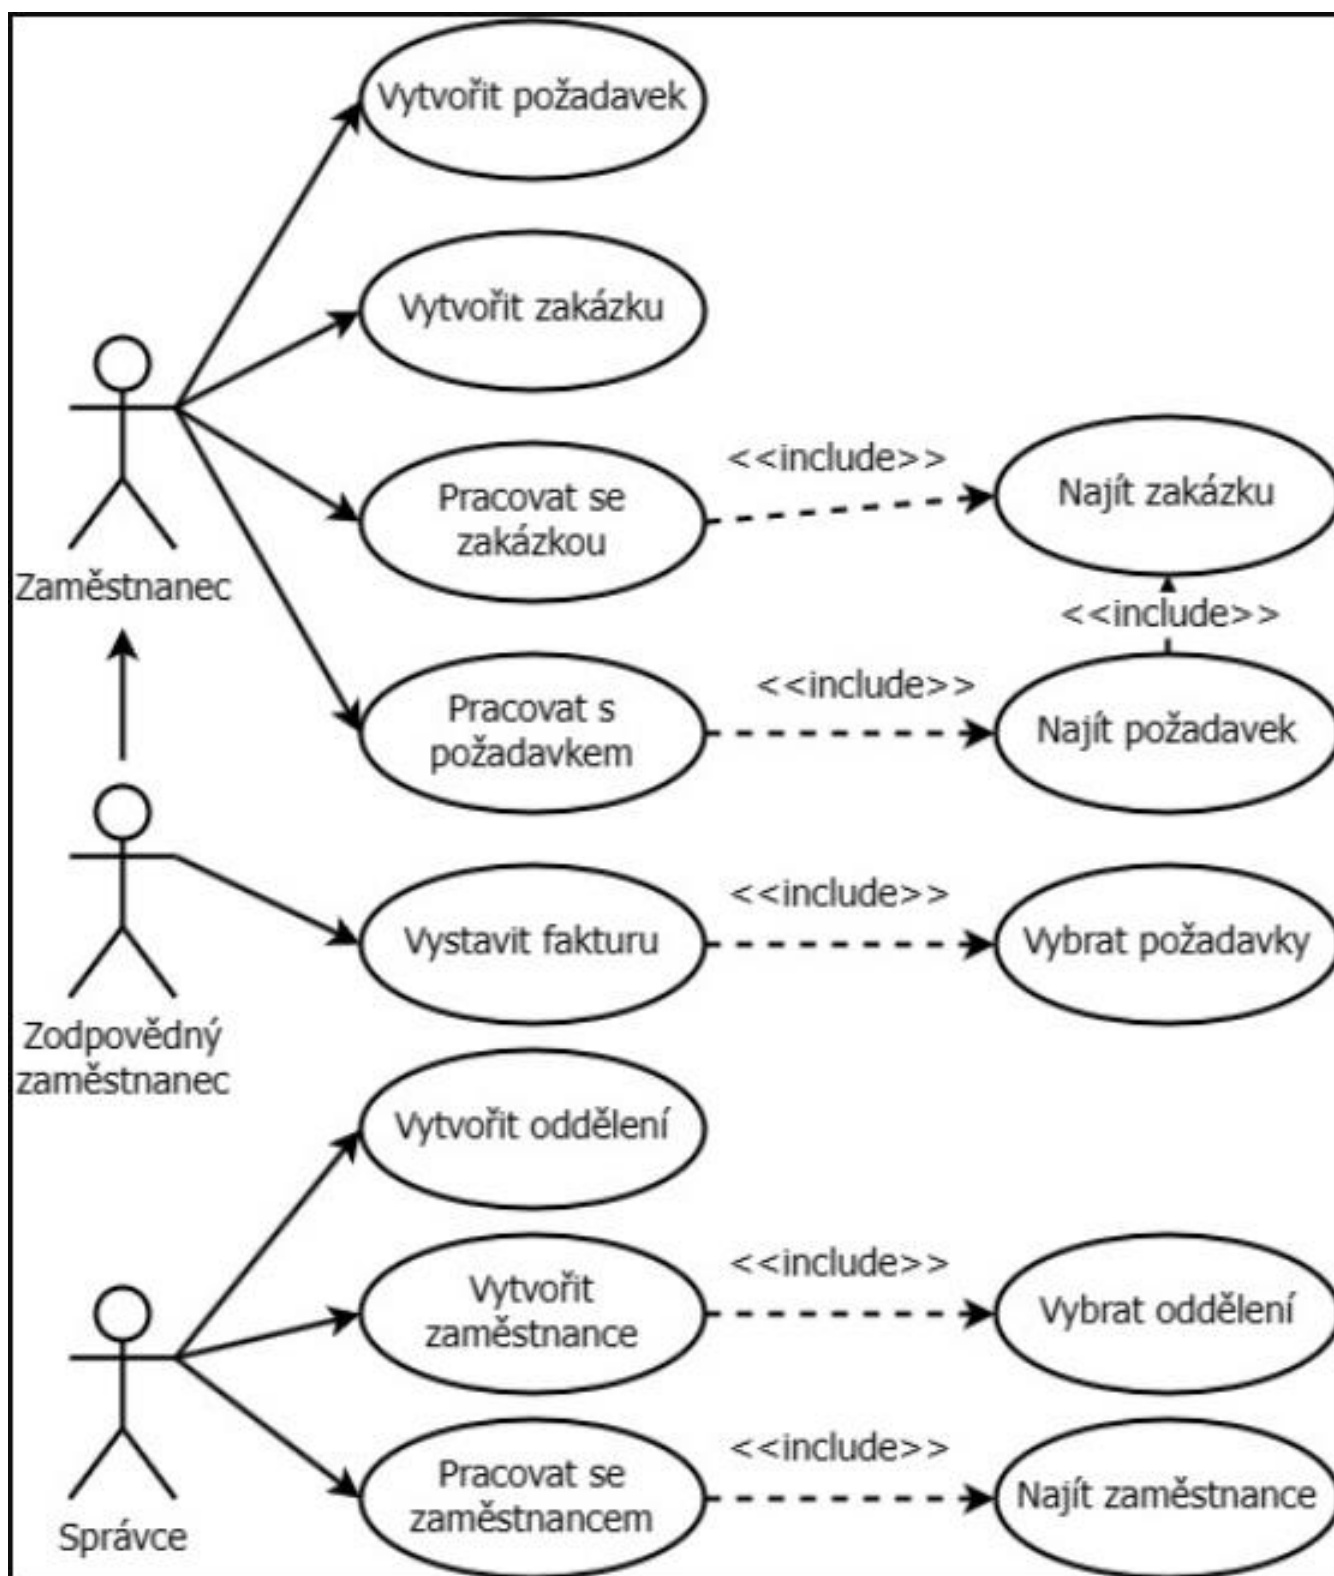 Vytvořit požadavek
Vytvořit zakázku
Zaměstnanec
Pracovat se
zakázkou
<<include>>
Najít zakázku
<<include>>
Pracovat s
požadavkem
<<include>>
Najít požadavek
Zodpovědný
zaměstnanec
Vystavit fakturu
<<include>>
Vybrat požadavky
Vytvořit oddělení
Vytvořit
zaměstnance
<<include>>
Vybrat oddělení
Správce
Pracovat se
zaměstnancem
<<include>>
Najít zaměstnance